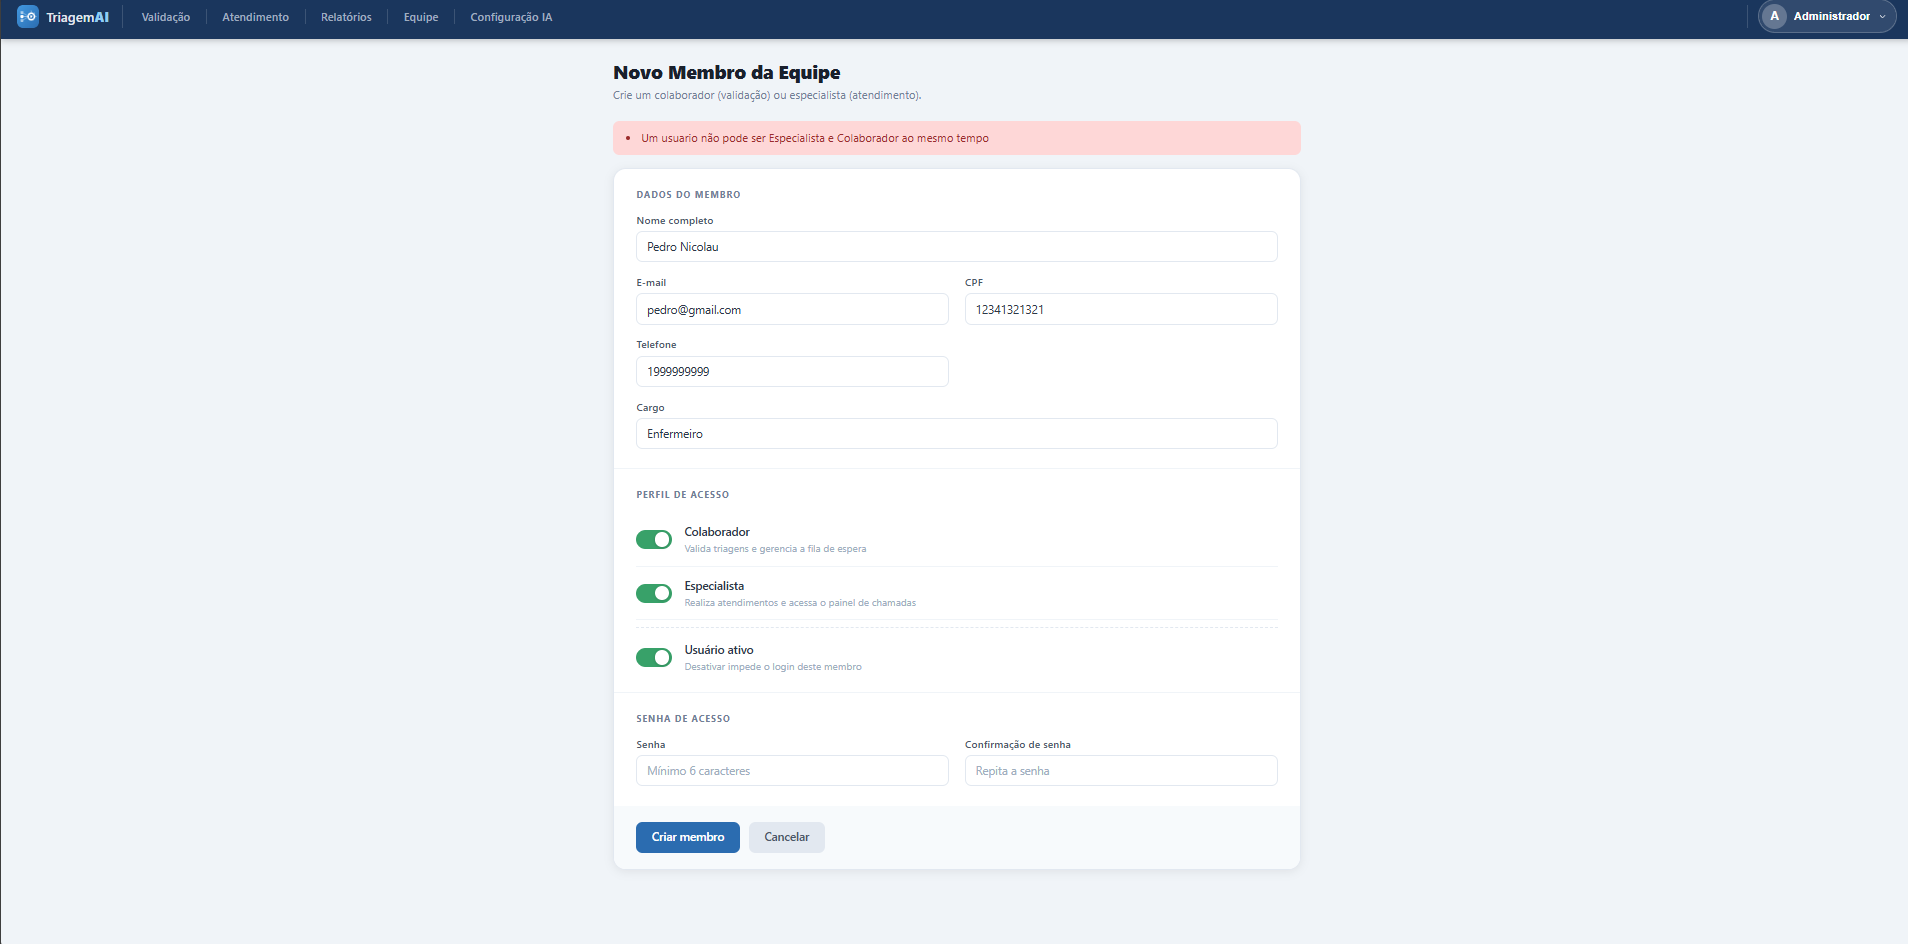 TriagemAI
Validação
Atendimento
Relatórios
Equipe
Configuração IA
A
Administrador
Novo Membro da Equipe
Crie um colaborador (validação) ou especialista (atendimento).
• Um usuario não pode ser Especialista e Colaborador ao mesmo tempo
DADOS DO MEMBRO
Nome completo
Pedro Nicolau
E-mail
CPF
pedro@gmail.com
12341321321
Telefone
1999999999
Cargo
Enfermeiro
PERFIL DE ACESSO
Colaborador
Valida triagens e gerencia a fila de espera
Especialista
Realiza atendimentos e acessa o painel de chamadas
Usuário ativo
Desativar impede o login deste membro
SENHA DE ACESSO
Senha
Confirmação de senha
Mínimo 6 caracteres
Repita a senha
Criar membro
Cancelar